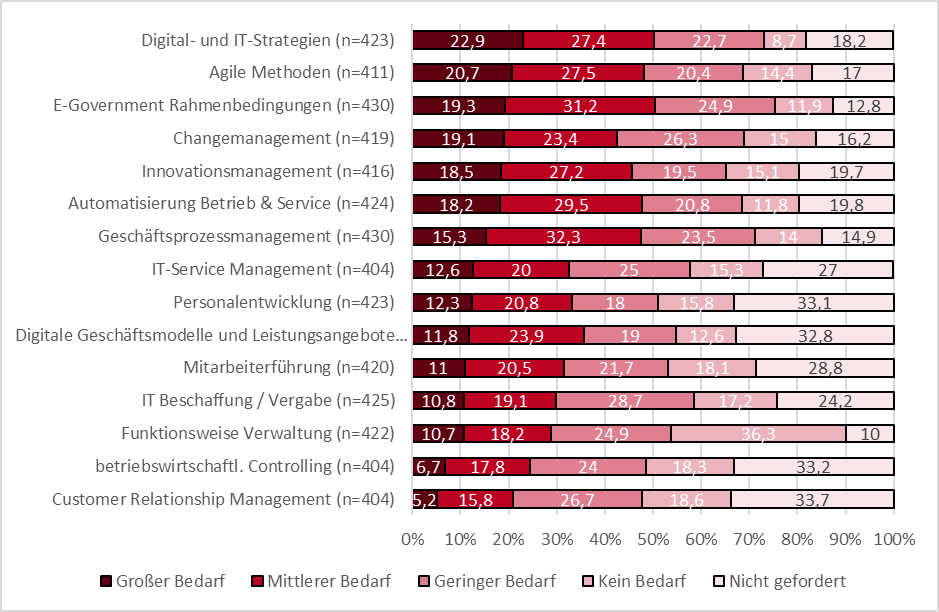 Digital- und IT-Strategien (n=423) 22,9 27,4 22,7 8,7 18,2
Agile Methoden (n=411) 20,7 27,5 20,4 14,4 17
E-Government Rahmenbedingungen (n=430) 19,3 31,2 24,9 11,9 12,8
Changemanagement (n=419) 19,1 23,4 26,3 15 16,2
Innovationsmanagement (n=416) 18,5 27,2 19,5 15,1 19,7
Automatisierung Betrieb & Service (n=424) 18,2 29,5 20,8 11,8 19,8
Geschäftsprozessmanagement (n=430) 15,3 32,3 23,5 14 14,9
IT-Service Management (n=404) 12,6 20 25 15,3 27
Personalentwicklung (n=423) 12,3 20,8 18 15,8 33,1
Digitale Geschäftsmodelle und Leistungsangebote... 11,8 23,9 19 12,6 32,8
Mitarbeiterführung (n=420) 11 20,5 21,7 18,1 28,8
IT Beschaffung / Vergabe (n=425) 10,8 19,1 28,7 17,2 24,2
Funktionsweise Verwaltung (n=422) 10,7 18,2 24,9 36,3 10
betriebswirtschaftl. Controlling (n=404) 6,7 17,8 24 18,3 33,2
Customer Relationship Management (n=404) 5,2 15,8 26,7 18,6 33,7
0% 10% 20% 30% 40% 50% 60% 70% 80% 90% 100%
Großer Bedarf Mittlerer Bedarf Geringer Bedarf Kein Bedarf Nicht gefordert